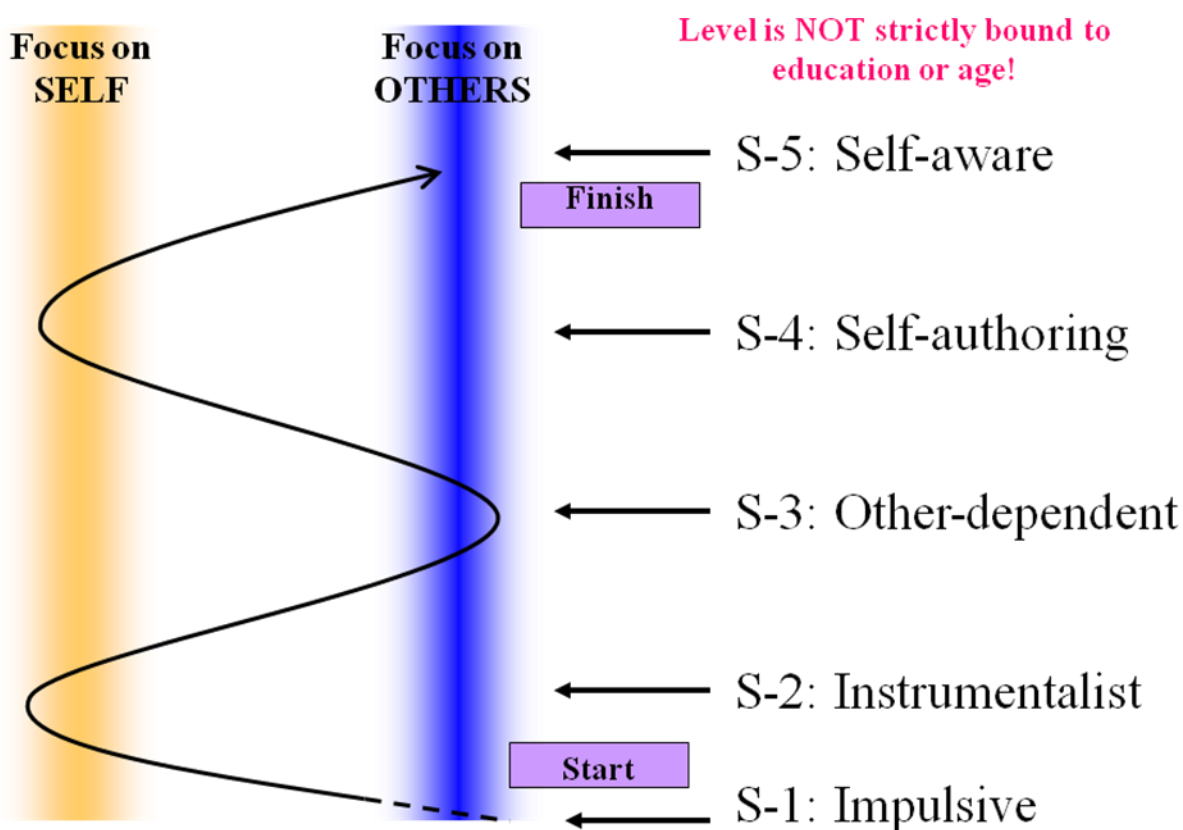 Focus on
SELF
Focus on
OTHERS
Level is NOT strictly bound to
education or age!
S-5: Self-aware
Finish
S-4: Self-authoring
S-3: Other-dependent
S-2: Instrumentalist
Start
S-1: Impulsive